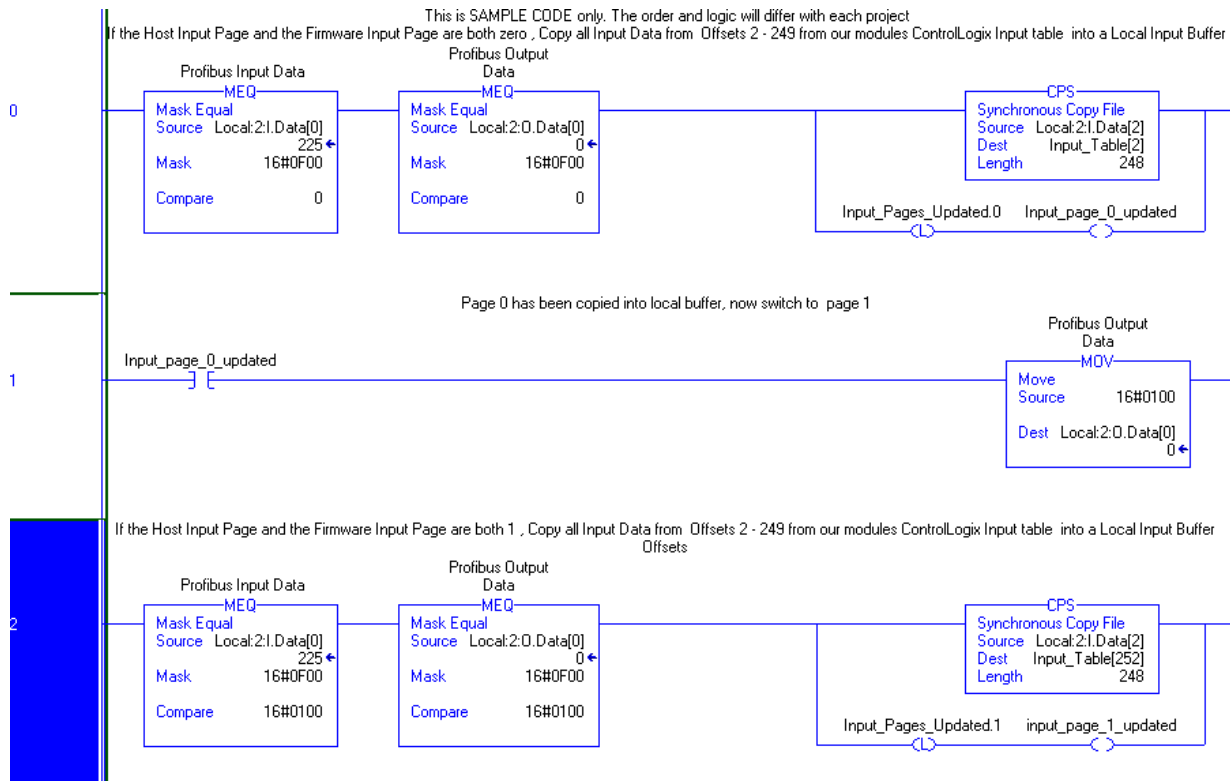 This is SAMPLE CODE only. The order and logic will differ with each project
If the Host Input Page and the Firmware Input Page are both zero , Copy all Input Data from Offsets 2 - 249 from our modules ControlLogix Input table into a Local Input Buffer
Profibus Input Data
Profibus Output
Data
0
MEQ
Mask Equal
Source Local:2:I.Data[0]
225
Mask 16#0F00
Compare 0
MEQ
Mask Equal
Source Local:2:O.Data[0]
0
Mask 16#0F00
Compare 0
CPS
Synchronous Copy File
Source Local:2:I.Data[2]
Dest Input_Table[2]
Length 248
Input_Pages_Updated.0 Input_page_0_updated
L
Page 0 has been copied into local buffer, now switch to page 1
1
Input_page_0_updated
Profibus Output
Data
MOV
Move
Source 16#0100
Dest Local:2:O.Data[0]
0
If the Host Input Page and the Firmware Input Page are both 1 , Copy all Input Data from Offsets 2 - 249 from our modules ControlLogix Input table into a Local Input Buffer
Offsets
Profibus Input Data
Profibus Output
Data
2
MEQ
Mask Equal
Source Local:2:I.Data[0]
225
Mask 16#0F00
Compare 16#0100
MEQ
Mask Equal
Source Local:2:O.Data[0]
0
Mask 16#0F00
Compare 16#0100
CPS
Synchronous Copy File
Source Local:2:I.Data[2]
Dest Input_Table[252]
Length 248
Input_Pages_Updated.1 input_page_1_updated
L